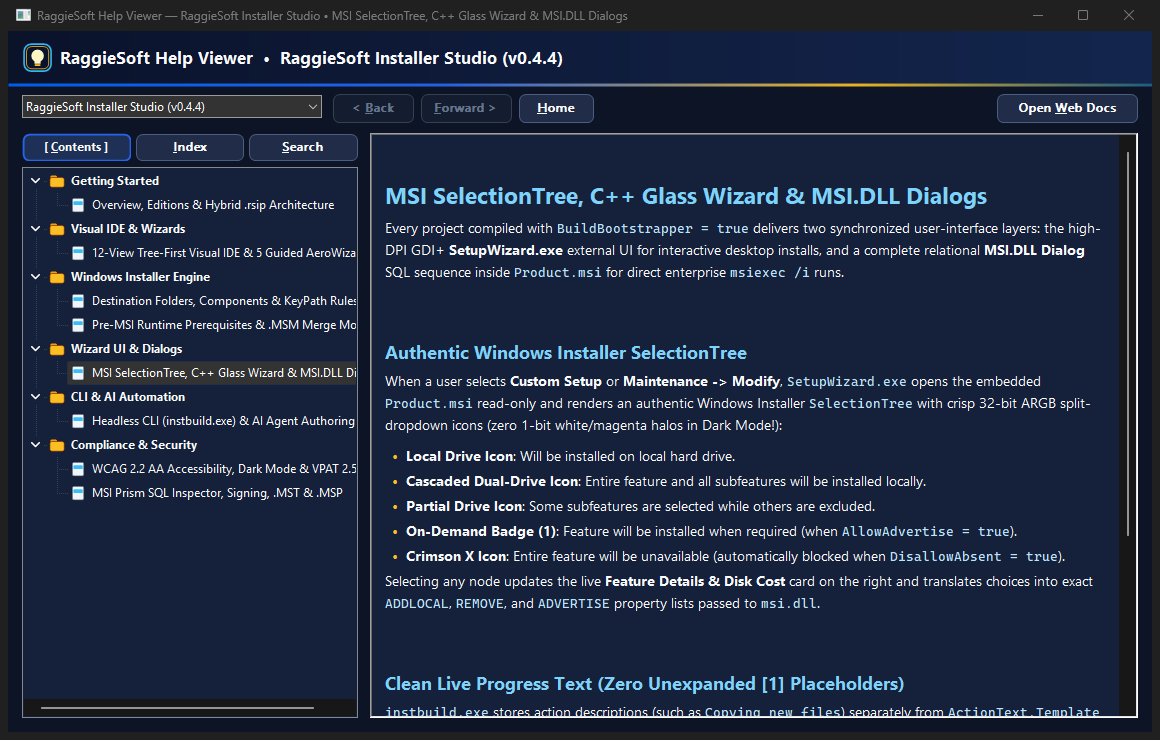 RaggieSoft Help Viewer — RaggieSoft Installer Studio • MSI SelectionTree, C++ Glass Wizard & MSI.DLL Dialogs
RaggieSoft Help Viewer • RaggieSoft Installer Studio (v0.4.4)
RaggieSoft Installer Studio (v0.4.4)
< Back
Forward >
Home
Open Web Docs
[ Contents ]
Index
Search
Getting Started
Overview, Editions & Hybrid .rsip Architecture
Visual IDE & Wizards
12-View Tree-First Visual IDE & 5 Guided AeroWiza
Windows Installer Engine
Destination Folders, Components & KeyPath Rules
Pre-MSI Runtime Prerequisites & .MSM Merge Mo
Wizard UI & Dialogs
MSI SelectionTree, C++ Glass Wizard & MSI.DLL Di
CLI & AI Automation
Headless CLI (instbuild.exe) & AI Agent Authoring
Compliance & Security
WCAG 2.2 AA Accessibility, Dark Mode & VPAT 2.5
MSI Prism SQL Inspector, Signing, .MST & .MSP
MSI SelectionTree, C++ Glass Wizard & MSI.DLL Dialogs
Every project compiled with BuildBootstrapper = true delivers two synchronized user-interface layers: the high-
DPI GDI+ SetupWizard.exe external UI for interactive desktop installs, and a complete relational MSI.DLL Dialog
SQL sequence inside Product.msi for direct enterprise msiexec /i runs.
Authentic Windows Installer SelectionTree
When a user selects Custom Setup or Maintenance -> Modify, SetupWizard.exe opens the embedded
Product.msi read-only and renders an authentic Windows Installer SelectionTree with crisp 32-bit ARGB split-
dropdown icons (zero 1-bit white/magenta halos in Dark Mode!):
• Local Drive Icon: Will be installed on local hard drive.
• Cascaded Dual-Drive Icon: Entire feature and all subfeatures will be installed locally.
• Partial Drive Icon: Some subfeatures are selected while others are excluded.
• On-Demand Badge (1): Feature will be installed when required (when AllowAdvertise = true).
• Crimson X Icon: Entire feature will be unavailable (automatically blocked when DisallowAbsent = true).
Selecting any node updates the live Feature Details & Disk Cost card on the right and translates choices into exact
ADDLOCAL, REMOVE, and ADVERTISE property lists passed to msi.dll.
Clean Live Progress Text (Zero Unexpanded [1] Placeholders)
instbuild.exe stores action descriptions (such as Copying new files) separately from ActionText.Template